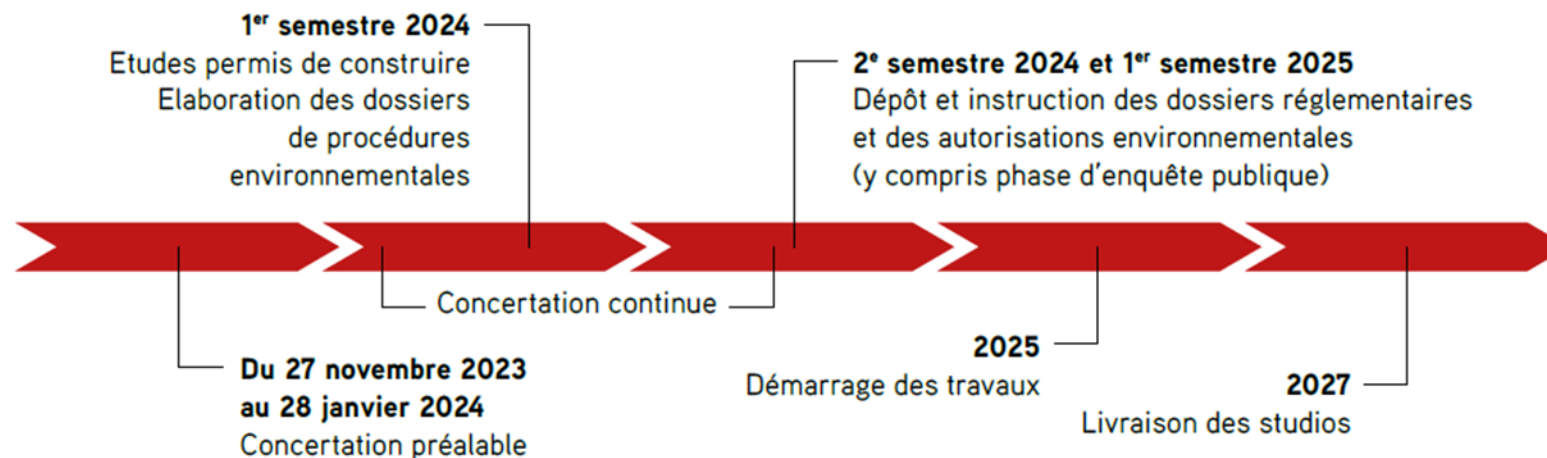 1er semestre 2024
Etudes permis de construire
Elaboration des dossiers
de procédures
environnementales
2e semestre 2024 et 1er semestre 2025
Dépôt et instruction des dossiers réglementaires
et des autorisations environnementales
(y compris phase d'enquête publique)
Concertation continue
Du 27 novembre 2023
au 28 janvier 2024
Concertation préalable
2025
Démarrage des travaux
2027
Livraison des studios